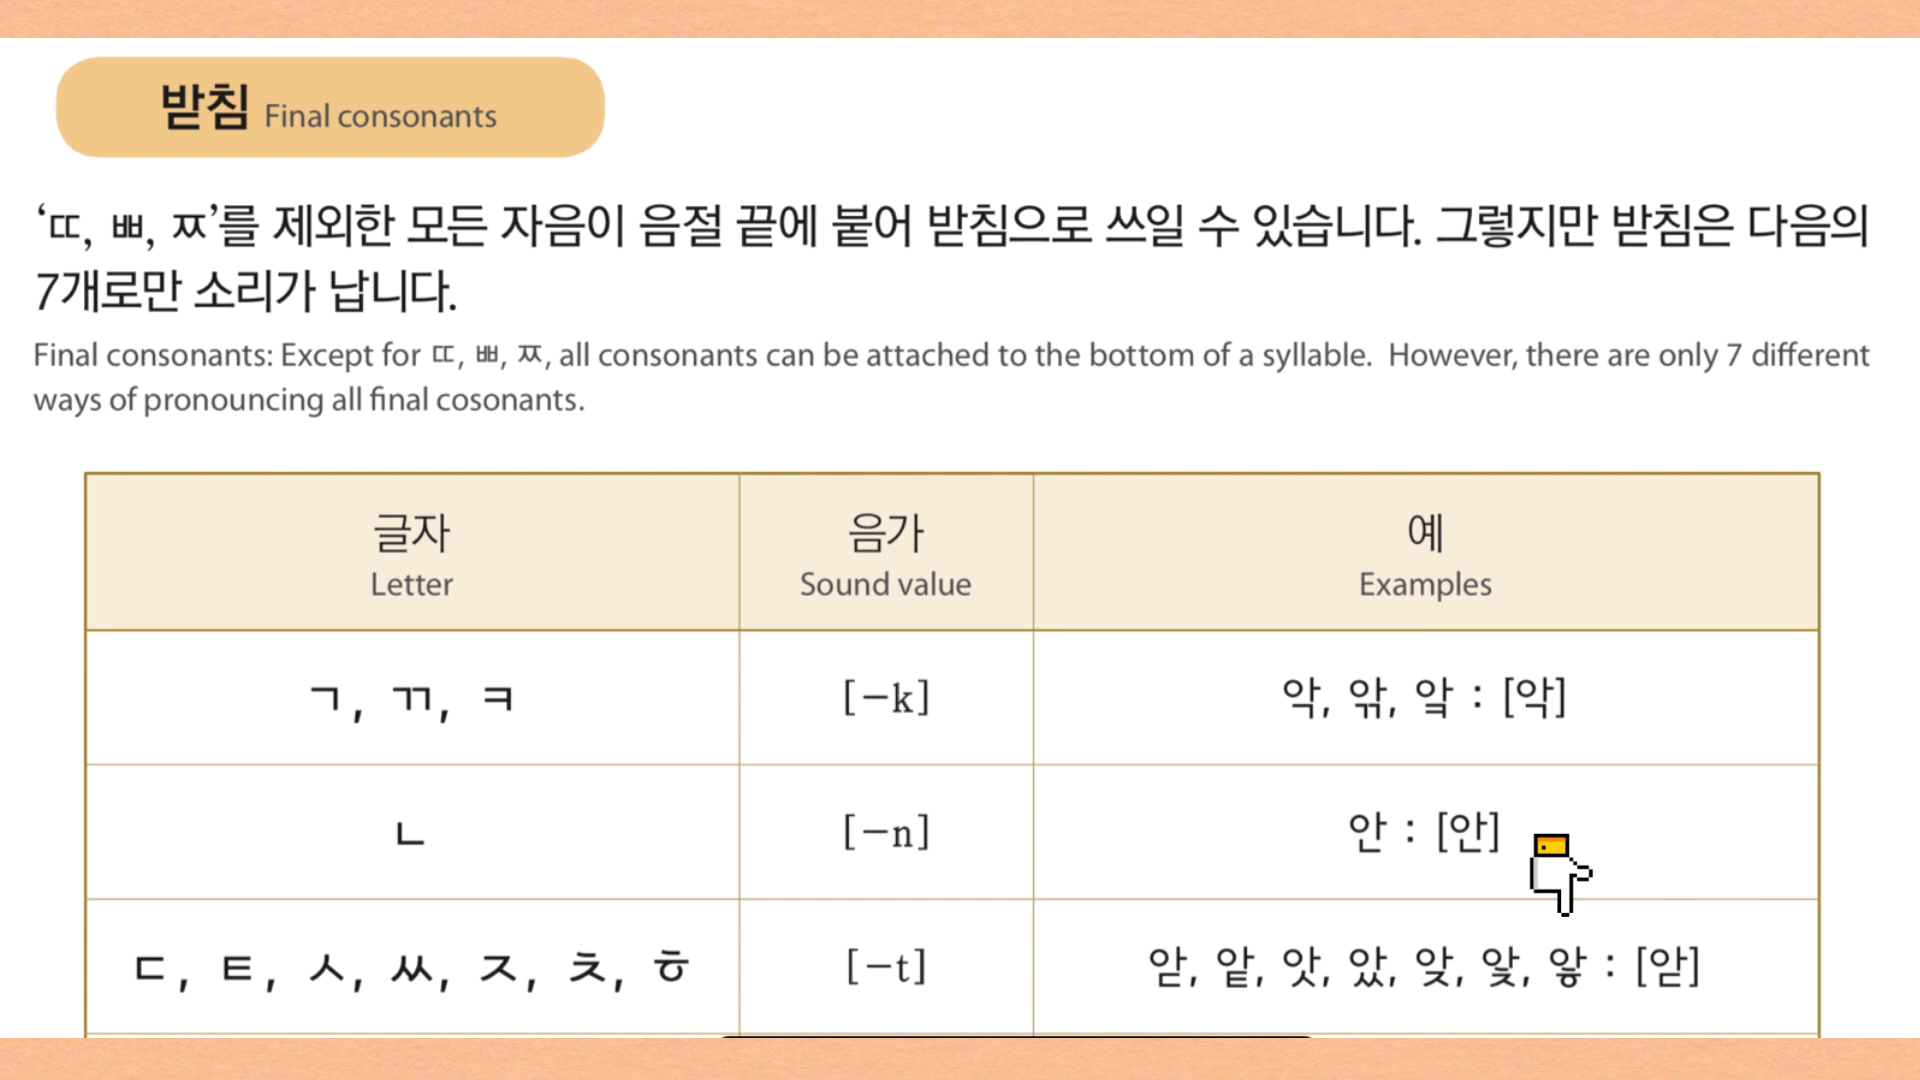 받침 Final consonants
‘ㄸ, ㅃ, ㅉ’를 제외한 모든 자음이 음절 끝에 붙어 받침으로 쓰일 수 있습니다. 그렇지만 받침은 다음의
7개로만 소리가 납니다.
Final consonants: Except for ㄸ, ㅃ, ㅉ, all consonants can be attached to the bottom of a syllable. However, there are only 7 different
ways of pronouncing all final cosonants.
글자 음가 예
Letter Sound value Examples
ㄱ, ㄲ, ㅋ [–k] 악, 앆, 앜 : [악]
ㄴ [–n] 안 : [안]
ㄷ, ㅌ, ㅅ, ㅆ, ㅈ, ㅊ, ㅎ [–t] 앋, 앝, 앗, 았, 앚, 앛, 앟 : [앋]